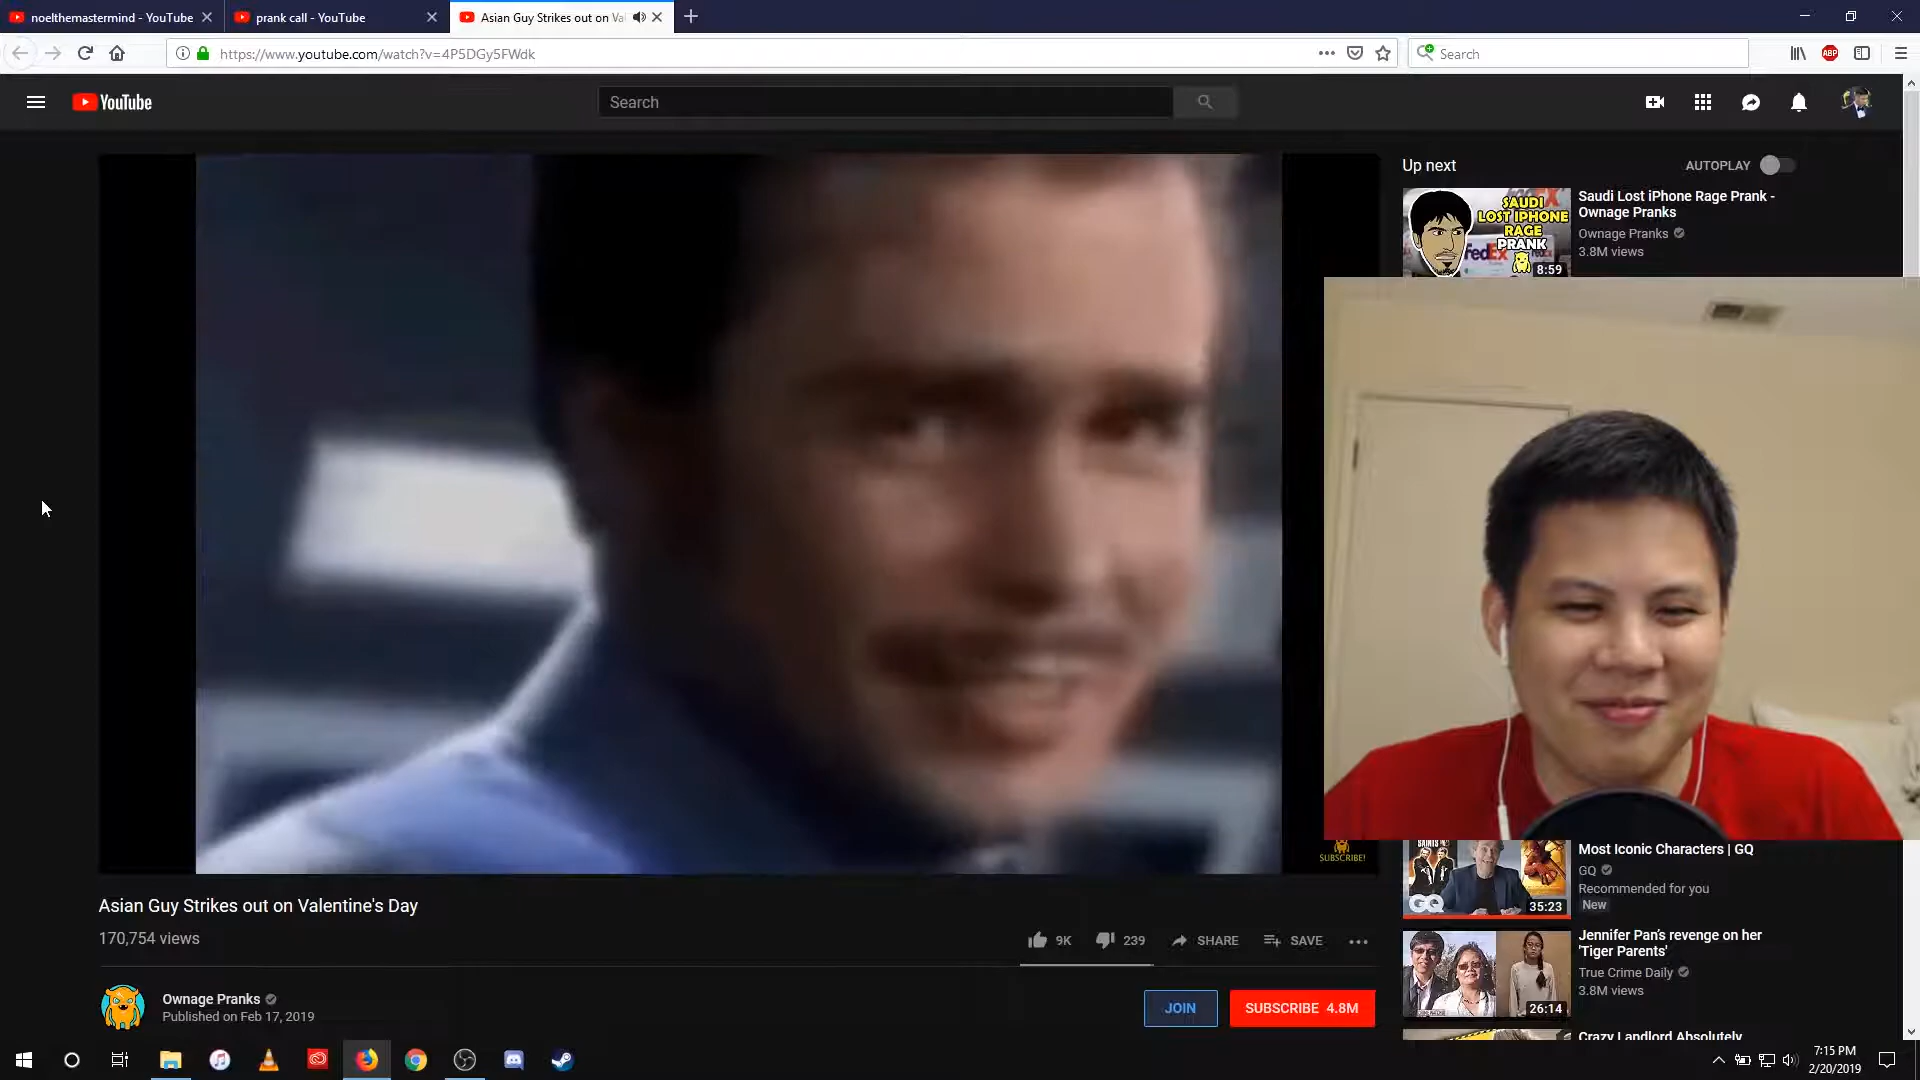 noelthemastermind - YouTube
prank call - YouTube
Asian Guy Strikes out on Va
https://www.youtube.com/watch?v=4P5DGy5FWdk
Search
ABP
YouTube
Search
Up next
AUTOPLAY
SAUDI
LOST IPHONE
RAGE
PRANK
FedEx
8:59
Saudi Lost iPhone Rage Prank -
Ownage Pranks
Ownage Pranks
3.8M views
SUBSCRIBE!
GQ
35:23
Most Iconic Characters | GQ
GQ
Recommended for you
New
Asian Guy Strikes out on Valentine's Day
170,754 views
9K
239
SHARE
SAVE
26:14
Jennifer Pan's revenge on her
'Tiger Parents'
True Crime Daily
3.8M views
Ownage Pranks
Published on Feb 17, 2019
JOIN
SUBSCRIBE 4.8M
Crazy Landlord Absolutely
7:15 PM
2/20/2019